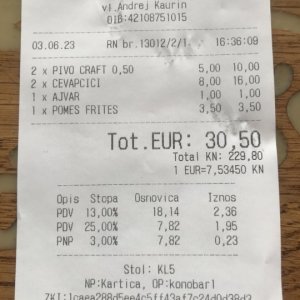 vl.Andrej Kaurin
OIB:42108751015
03.06.23 RN br.13012/2/1 16:36:09
2 x PIVO CRAFT 0,50 5,00 10,00
2 x CEVAPCICI 8,00 16,00
1 x AJVAR 1,00 1,00
1 x POMES FRITES 3,50 3,50
Tot.EUR: 30,50
Total KN: 229,80
1 EUR=7,53450 KN
Opis Stopa Osnovica Iznos
PDV 13,00% 18,14 2,36
PDV 25,00% 7,82 1,95
PNP 3,00% 7,82 0,23
Stol: KL5
NP:Kartica, OP:konobar1